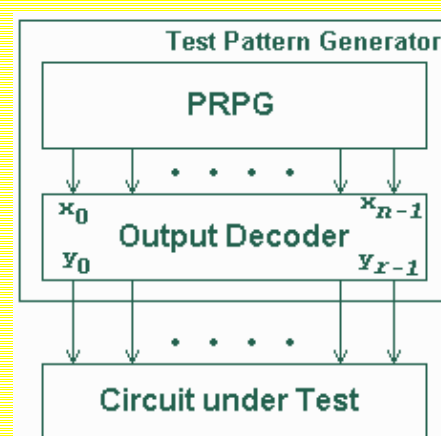 Test Pattern Generator
PRPG
x0 xn-1
Output Decoder
y0 yr-1
Circuit under Test